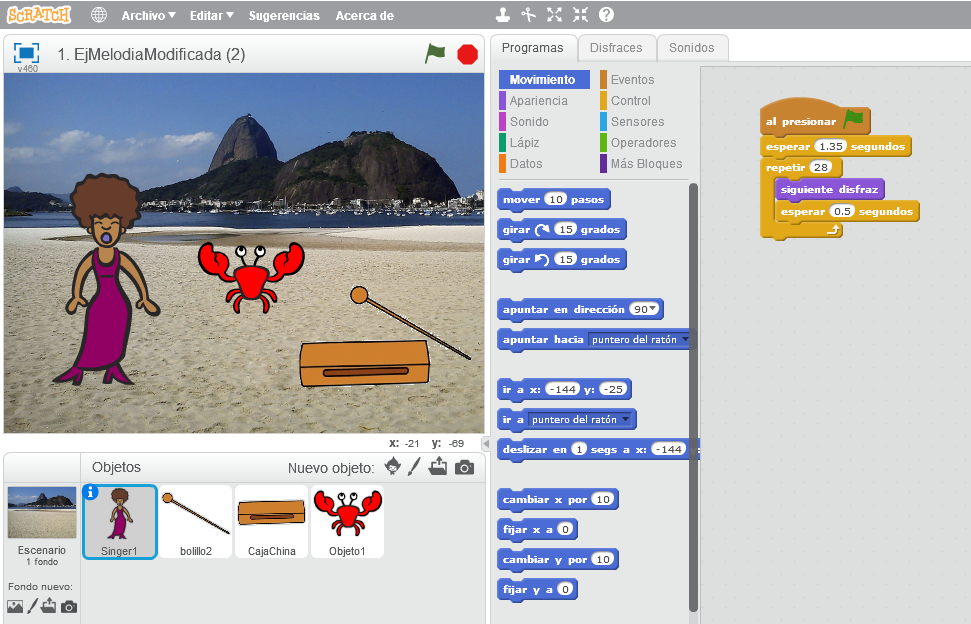 SCRATCH Archivo Editar Sugerencias Acerca de
1. EjMelodiaModificada (2)
v460
Programas Disfraces Sonidos
Movimiento Eventos
Apariencia Control
Sonido Sensores
Lápiz Operadores
Datos Más Bloques
mover 10 pasos
girar 15 grados
girar 15 grados
apuntar en dirección 90
apuntar hacia puntero del ratón
ir a x: -144 y: -25
ir a puntero del ratón
deslizar en 1 segs a x: -144
cambiar x por 10
fijar x a 0
cambiar y por 10
fijar y a 0
al presionar
esperar 1.35 segundos
repetir 28
siguiente disfraz
esperar 0.5 segundos
x: -21 y: -69
Objetos Nuevo objeto:
Escenario
1 fondo
Fondo nuevo:
Singer1 bolillo2 CajaChina Objeto1